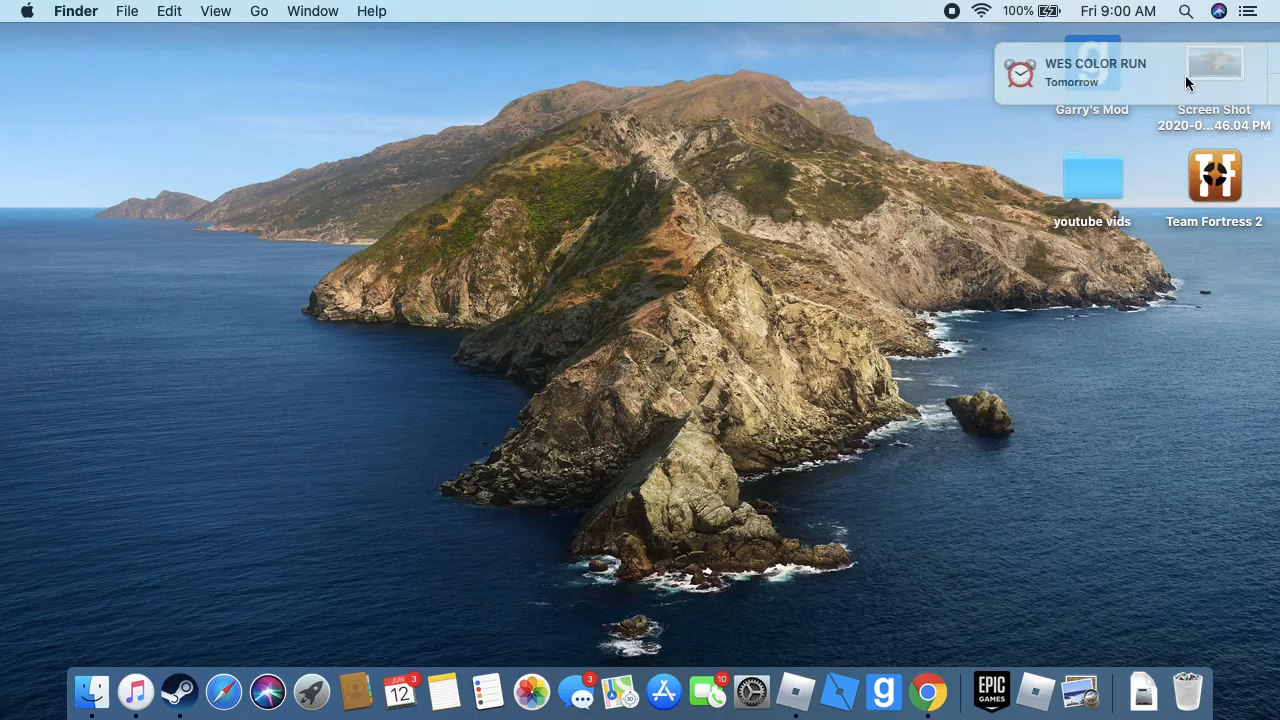 Finder File Edit View Go Window Help 100% Fri 9:00 AM
WES COLOR RUN
Tomorrow
Garry's Mod
Screen Shot
2020-0...46.04 PM
youtube vids
Team Fortress 2
JUN
12
3
3
10
EPIC
GAMES